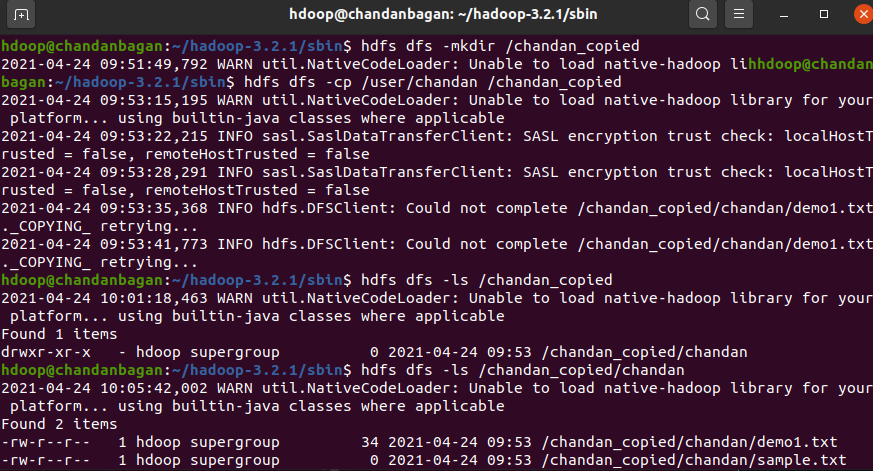 hdoop@chandanbagan: ~/hadoop-3.2.1/sbin
hdoop@chandanbagan:~/hadoop-3.2.1/sbin$ hdfs dfs -mkdir /chandan_copied
2021-04-24 09:51:49,792 WARN util.NativeCodeLoader: Unable to load native-hadoop lihhdoop@chandan
bagan:~/hadoop-3.2.1/sbin$ hdfs dfs -cp /user/chandan /chandan_copied
2021-04-24 09:53:15,195 WARN util.NativeCodeLoader: Unable to load native-hadoop library for your
 platform... using builtin-java classes where applicable
2021-04-24 09:53:22,215 INFO sasl.SaslDataTransferClient: SASL encryption trust check: localHostT
rusted = false, remoteHostTrusted = false
2021-04-24 09:53:28,291 INFO sasl.SaslDataTransferClient: SASL encryption trust check: localHostT
rusted = false, remoteHostTrusted = false
2021-04-24 09:53:35,368 INFO hdfs.DFSClient: Could not complete /chandan_copied/chandan/demo1.txt
._COPYING_ retrying...
2021-04-24 09:53:41,773 INFO hdfs.DFSClient: Could not complete /chandan_copied/chandan/demo1.txt
._COPYING_ retrying...
hdoop@chandanbagan:~/hadoop-3.2.1/sbin$ hdfs dfs -ls /chandan_copied
2021-04-24 10:01:18,463 WARN util.NativeCodeLoader: Unable to load native-hadoop library for your
 platform... using builtin-java classes where applicable
Found 1 items
drwxr-xr-x   - hdoop supergroup          0 2021-04-24 09:53 /chandan_copied/chandan
hdoop@chandanbagan:~/hadoop-3.2.1/sbin$ hdfs dfs -ls /chandan_copied/chandan
2021-04-24 10:05:42,002 WARN util.NativeCodeLoader: Unable to load native-hadoop library for your
 platform... using builtin-java classes where applicable
Found 2 items
-rw-r--r--   1 hdoop supergroup         34 2021-04-24 09:53 /chandan_copied/chandan/demo1.txt
-rw-r--r--   1 hdoop supergroup          0 2021-04-24 09:53 /chandan_copied/chandan/sample.txt